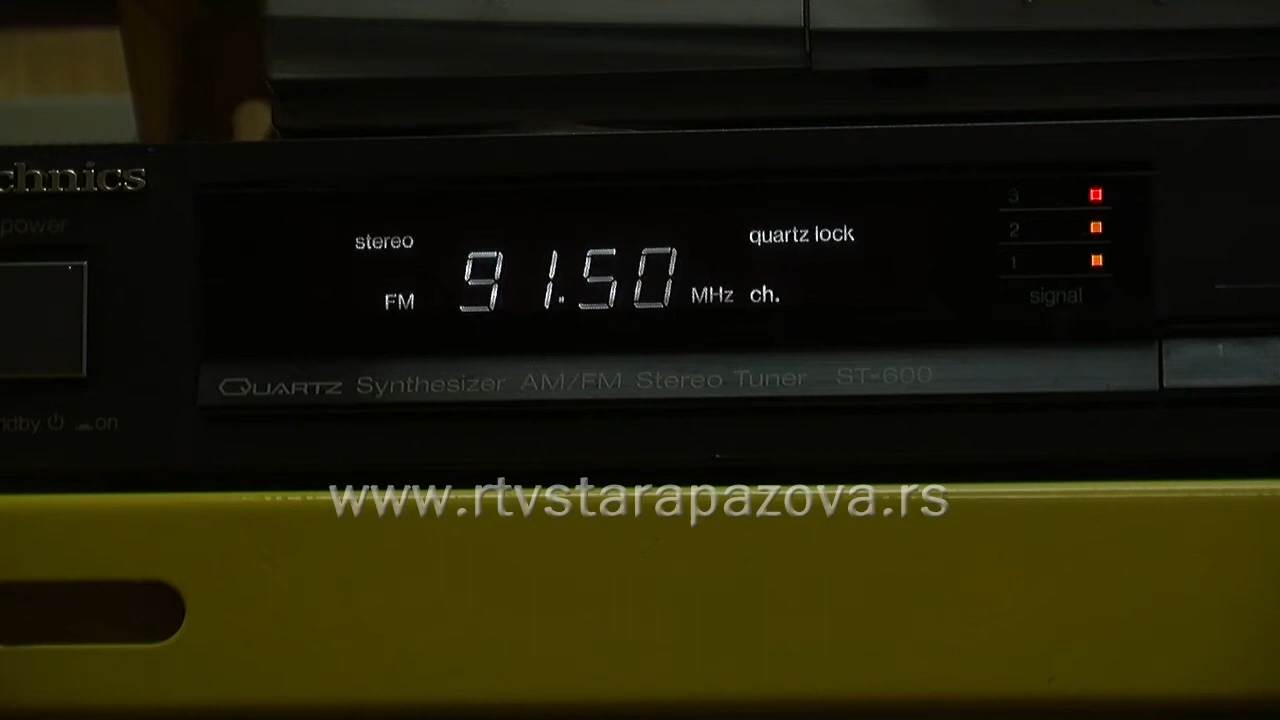 chnics
power
stereo
quartz lock
FM
91.50
MHz
ch.
3
2
1
signal
ndby
on
QUARTZ Synthesizer AM/FM Stereo Tuner ST-600
www.rtvstarapazova.rs